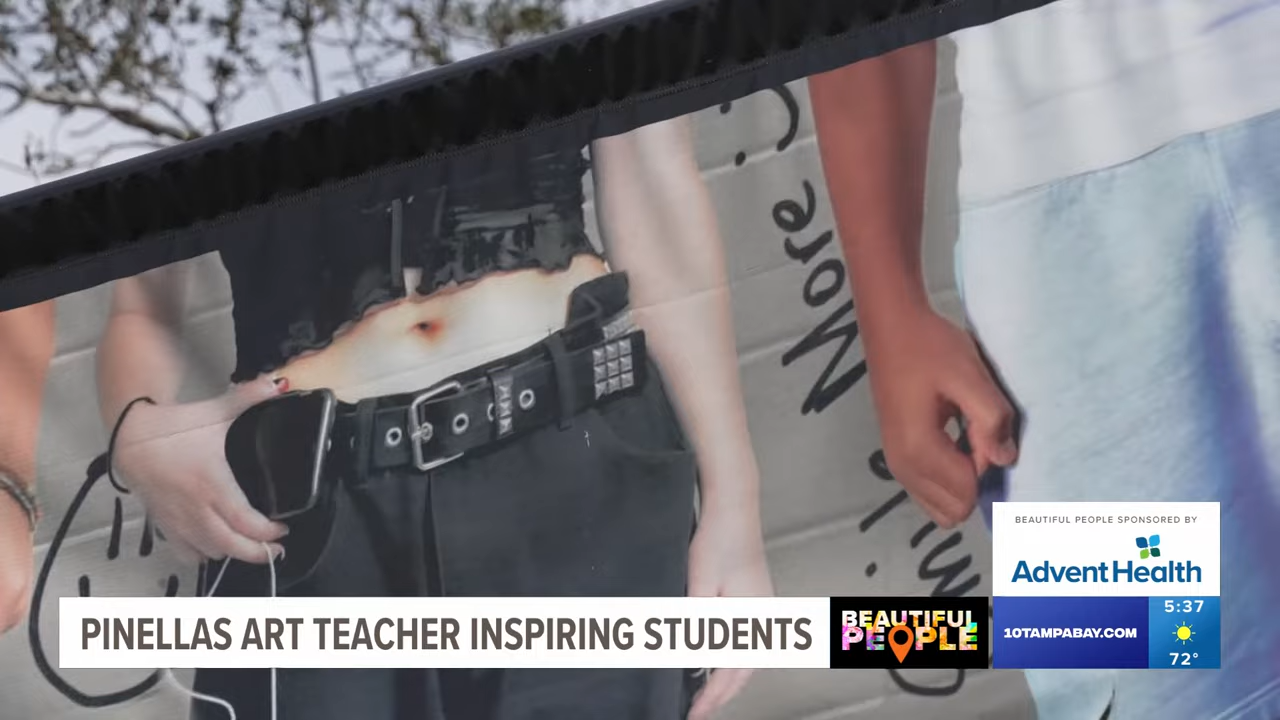 More
BEAUTIFUL PEOPLE SPONSORED BY
AdventHealth
PINELLAS ART TEACHER INSPIRING STUDENTS
BEAUTIFUL
PEOPLE
10TAMPABAY.COM
5:37
72°